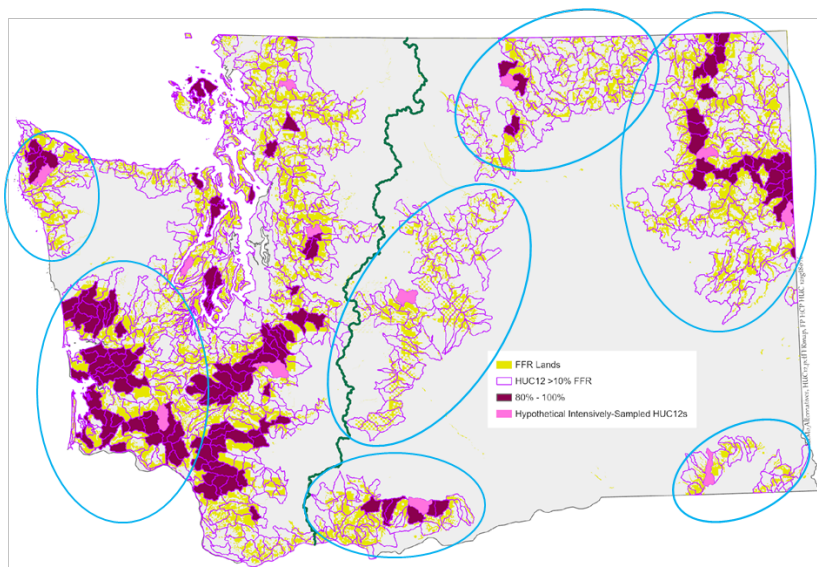 FFR Lands
HUC12 >10% FFR
80% - 100%
Hypothetical Intensively-Sampled HUC12s